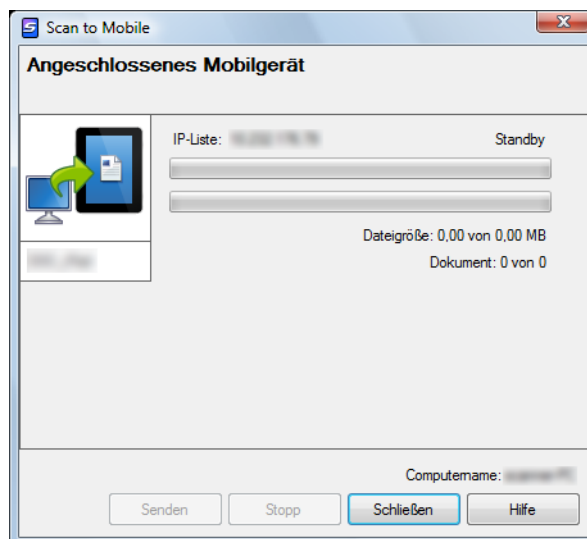 Scan to Mobile
Angeschlossenes Mobilgerät
IP-Liste: Standby
Dateigröße: 0,00 von 0,00 MB
Dokument: 0 von 0
Computername:
Senden Stopp Schließen Hilfe